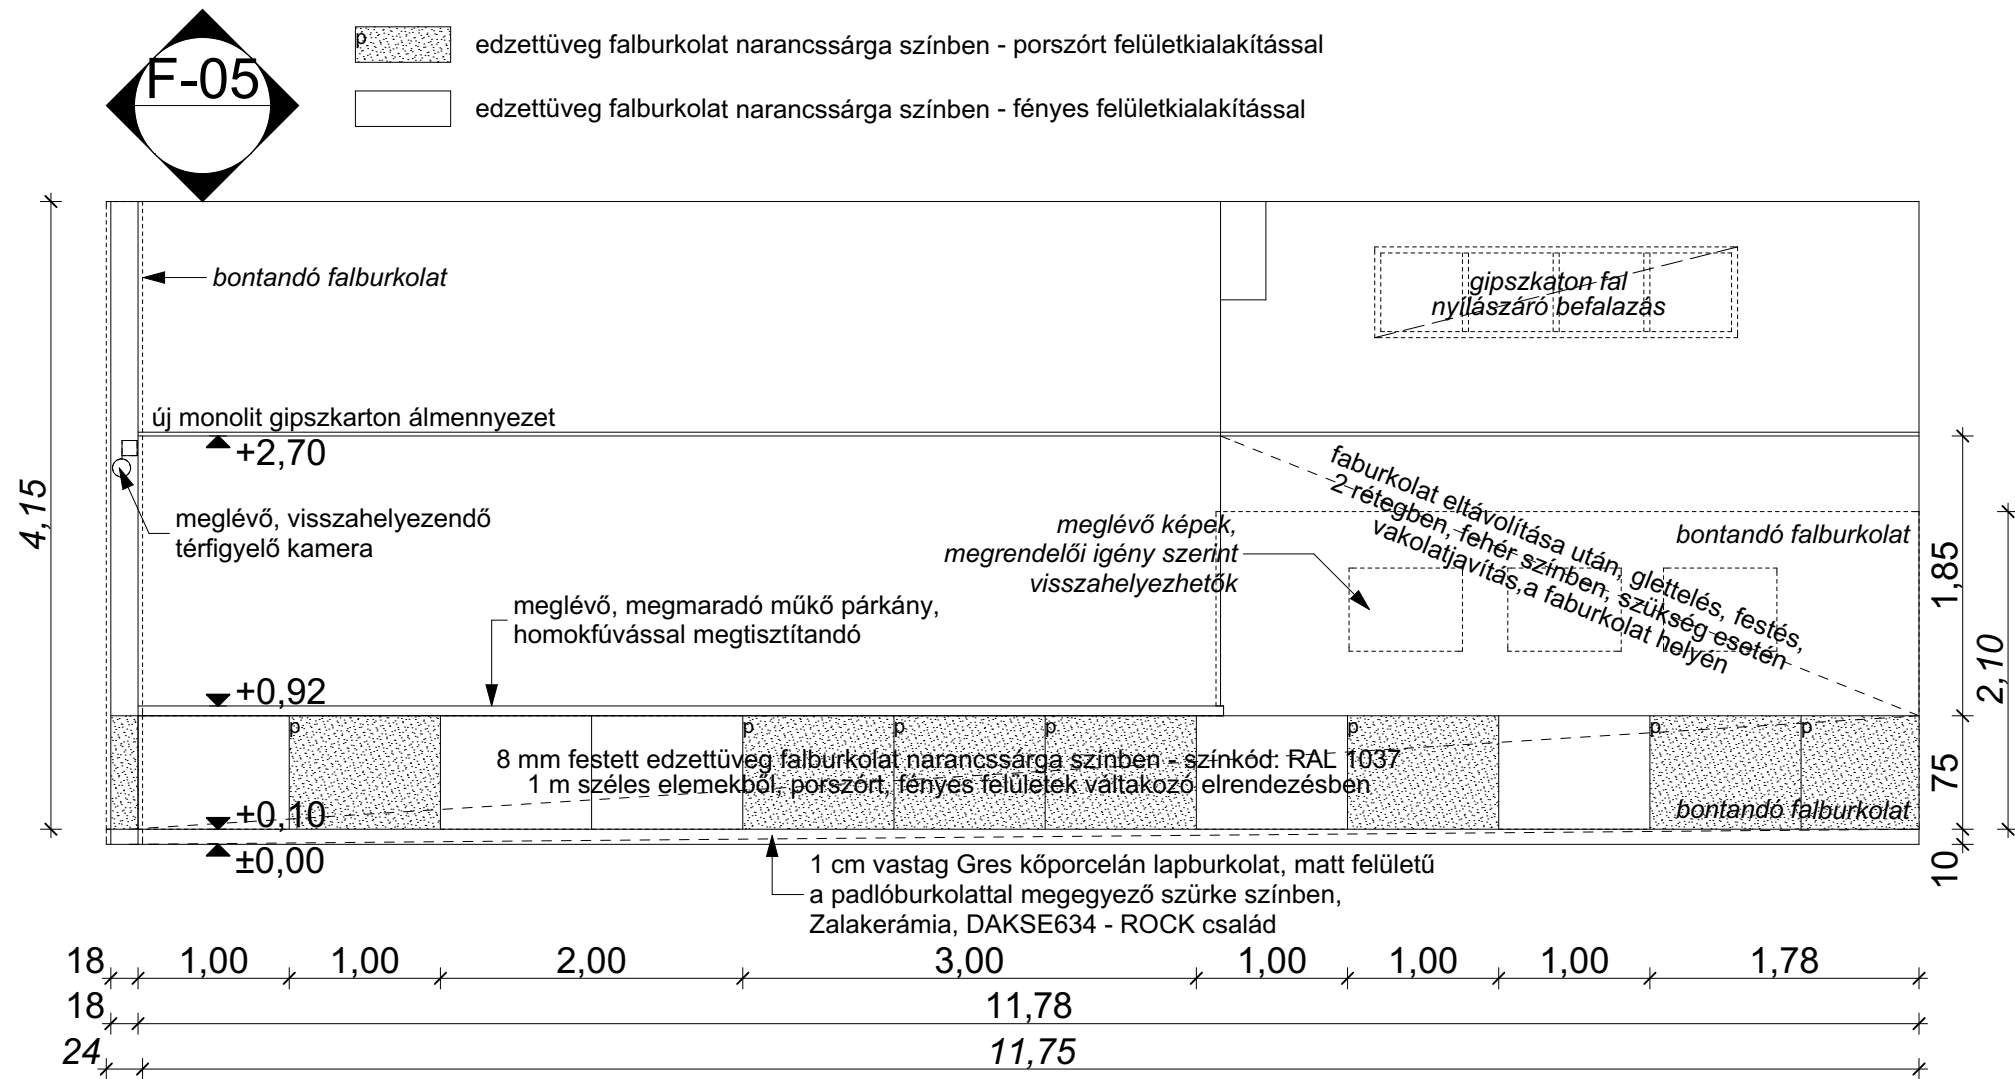 F-05
p
edzettüveg falburkolat narancssárga színben - porszórt felületkialakítással
edzettüveg falburkolat narancssárga színben - fényes felületkialakítással
bontandó falburkolat
gipszkaton fal
nyílászáró befalazás
új monolit gipszkarton álmennyezet
+2,70
4,15
meglévő, visszahelyezendő
térfigyelő kamera
meglévő képek,
megrendelői igény szerint
visszahelyezhetők
faburkolat eltávolítása után, glettelés, festés,
2 rétegben, fehér színben, szükség esetén
vakolatjavítás,a faburkolat helyén
bontandó falburkolat
1,85
2,10
meglévő, megmaradó műkő párkány,
homokfúvással megtisztítandó
+0,92
p p p p p p p
8 mm festett edzettüveg falburkolat narancssárga színben - színkód: RAL 1037
1 m széles elemekből, porszórt, fényes felületek váltakozó elrendezésben
75
bontandó falburkolat
+0,10
±0,00
10
1 cm vastag Gres kőporcelán lapburkolat, matt felületű
a padlóburkolattal megegyező szürke színben,
Zalakerámia, DAKSE634 - ROCK család
18 1,00 1,00 2,00 3,00 1,00 1,00 1,00 1,78
18 11,78
24 11,75